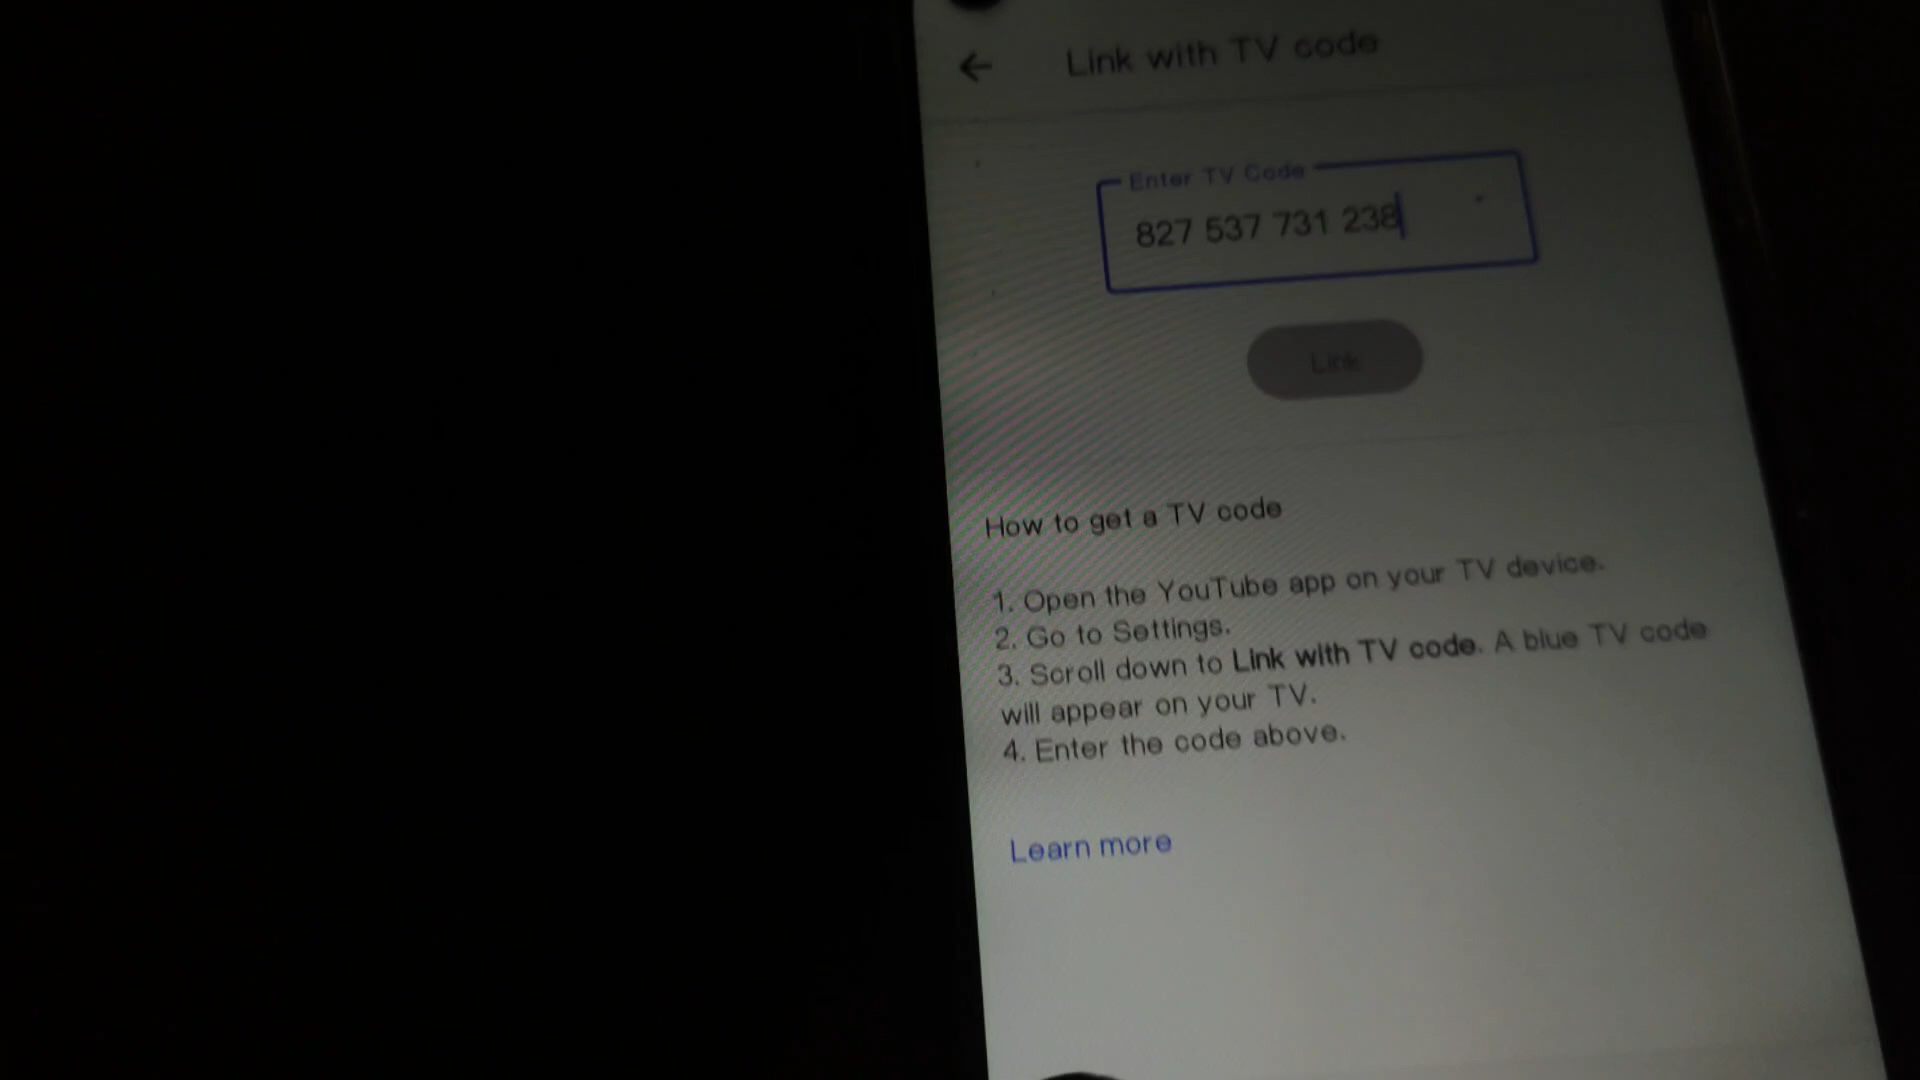 Link with TV code
Enter TV Code
827 537 731 238
Link
How to get a TV code
1. Open the YouTube app on your TV device.
2. Go to Settings.
3. Scroll down to Link with TV code. A blue TV code
will appear on your TV.
4. Enter the code above.
Learn more